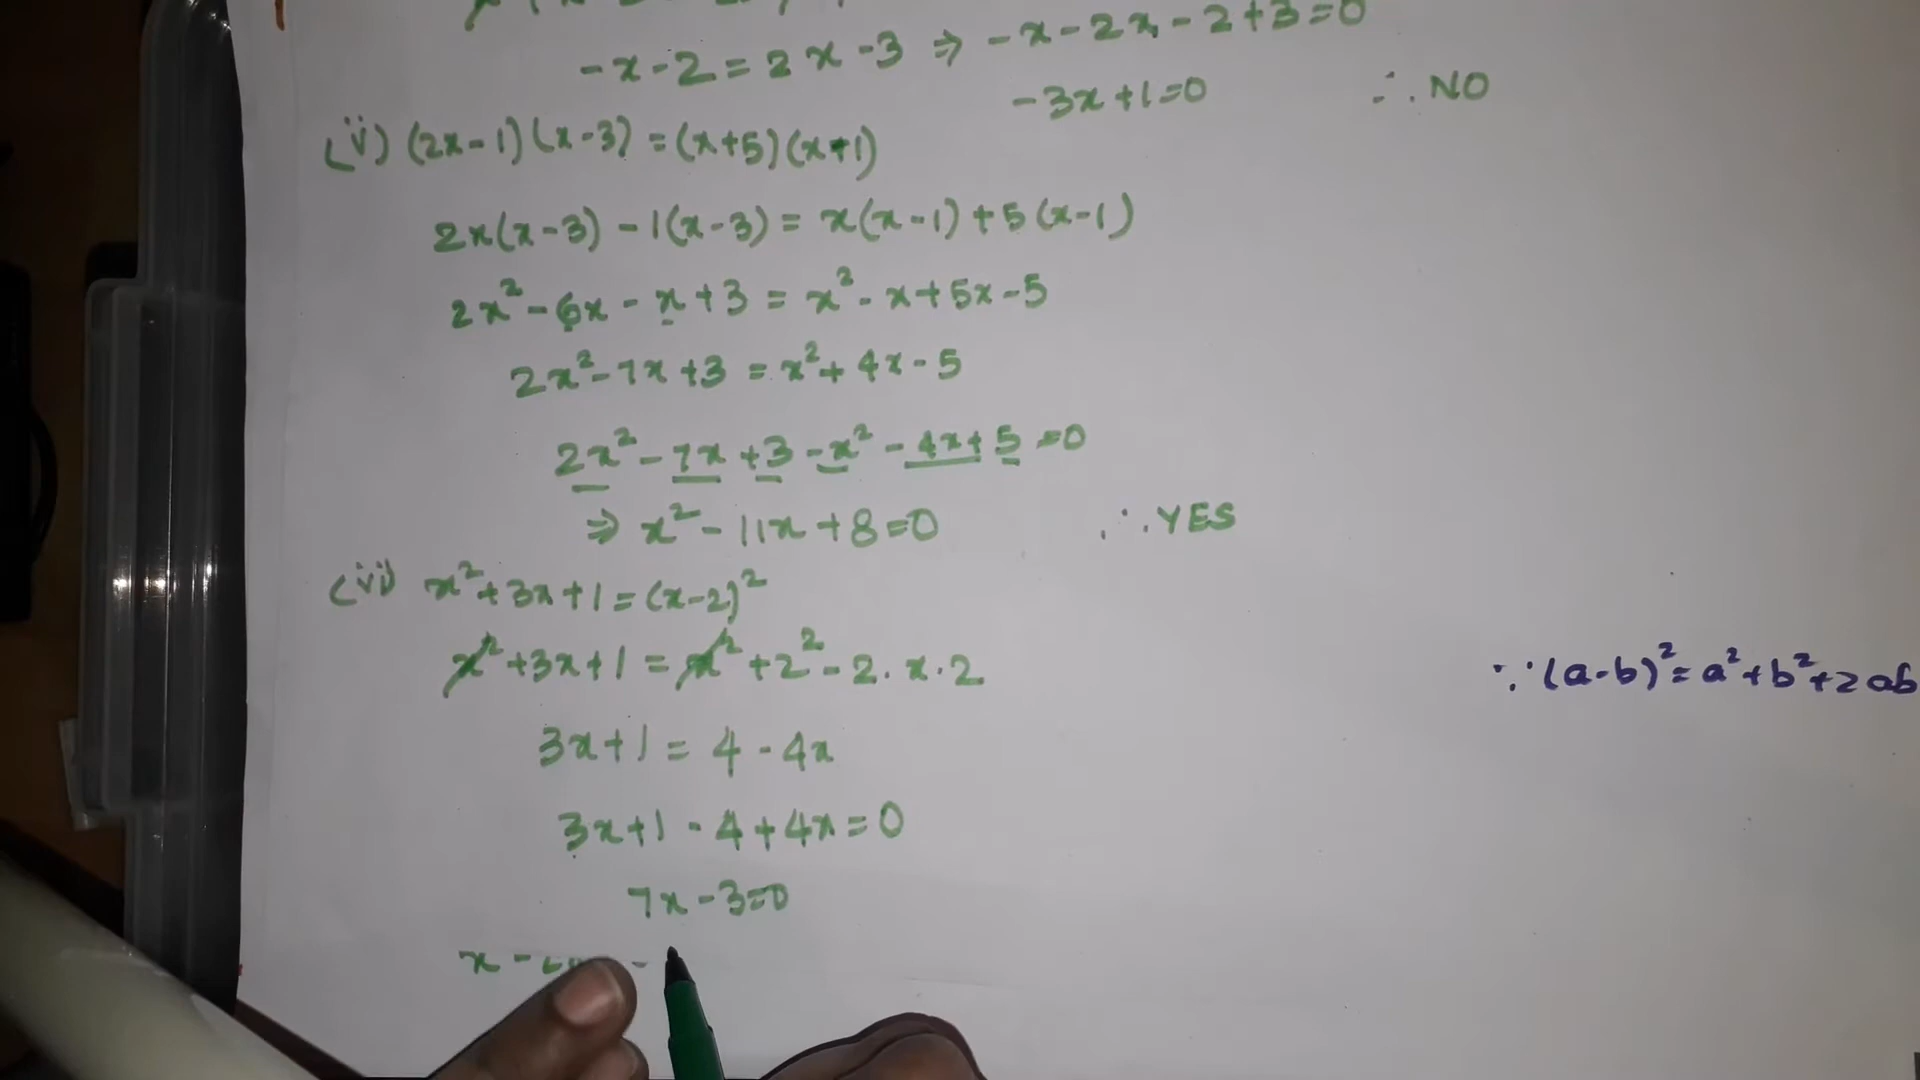 -x-2=2x-3 ⇒ -x-2x-2+3=0
-3x+1=0 ∴ NO
(v) (2x-1)(x-3)=(x+5)(x+1)
2x(x-3)-1(x-3)=x(x-1)+5(x-1)
2x²-6x-x+3=x²-x+5x-5
2x²-7x+3=x²+4x-5
2x²-7x+3-x²-4x+5=0
⇒ x²-11x+8=0 ∴ YES
(vi) x²+3x+1=(x-2)²
x²+3x+1=x²+2²-2.x.2 ∵(a-b)²=a²+b²+2ab
3x+1=4-4x
3x+1-4+4x=0
7x-3=0